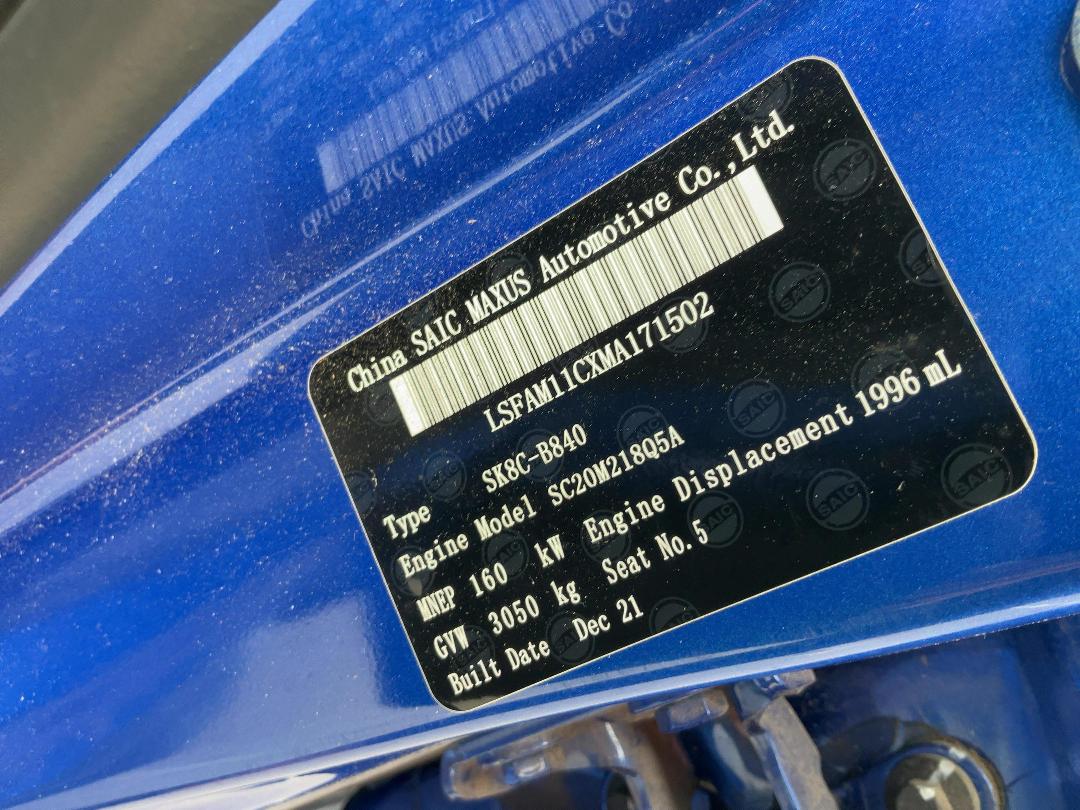 China SAIC MAXUS Automotive Co.,Ltd.
LSFAM11CXMA171502
Type SK8C-B840
Engine Model SC20M218Q5A
MNEP 160 kW Engine Displacement 1996 mL
GVW 3050 kg Seat No. 5
Built Date Dec 21